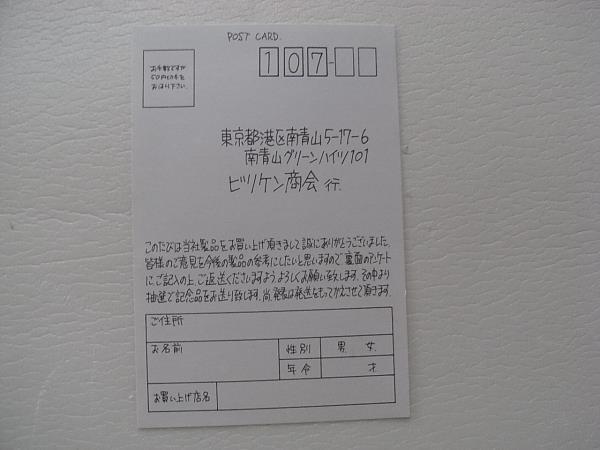 POST CARD.
お手数ですが
50円切手を
おはり下さい。
107-
東京都港区南青山5-17-6
南青山グリーンハイツ101
ビリケン商会 行.
このたびは当社製品をお買い上げ頂きまして誠にありがとうございました。
皆様のご意見を今後の製品の参考にしたいと思いますので裏面のアンケート
にご記入の上、ご返送くださいますよう、よろしくお願い致します。その中より
抽選で記念品をお送り致します。尚、発表は発送をもってかえさせて頂きます。
ご住所
お名前
性別 男. 女.
年令 才
お買い上げ店名